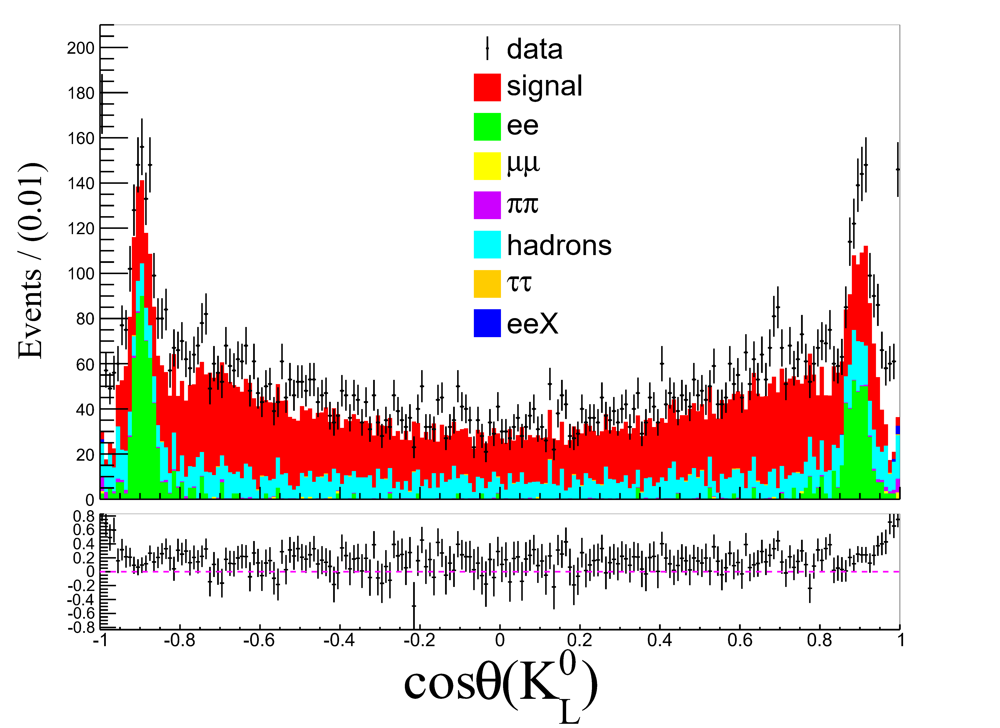 Events / (0.01)
200
180
160
140
120
100
80
60
40
20
0
data
signal
ee
μμ
ππ
hadrons
ττ
eeX
0.8
0.6
0.4
0.2
0
-0.2
-0.4
-0.6
-0.8
-1 -0.8 -0.6 -0.4 -0.2 0 0.2 0.4 0.6 0.8 1
cosθ(K⁰_L)